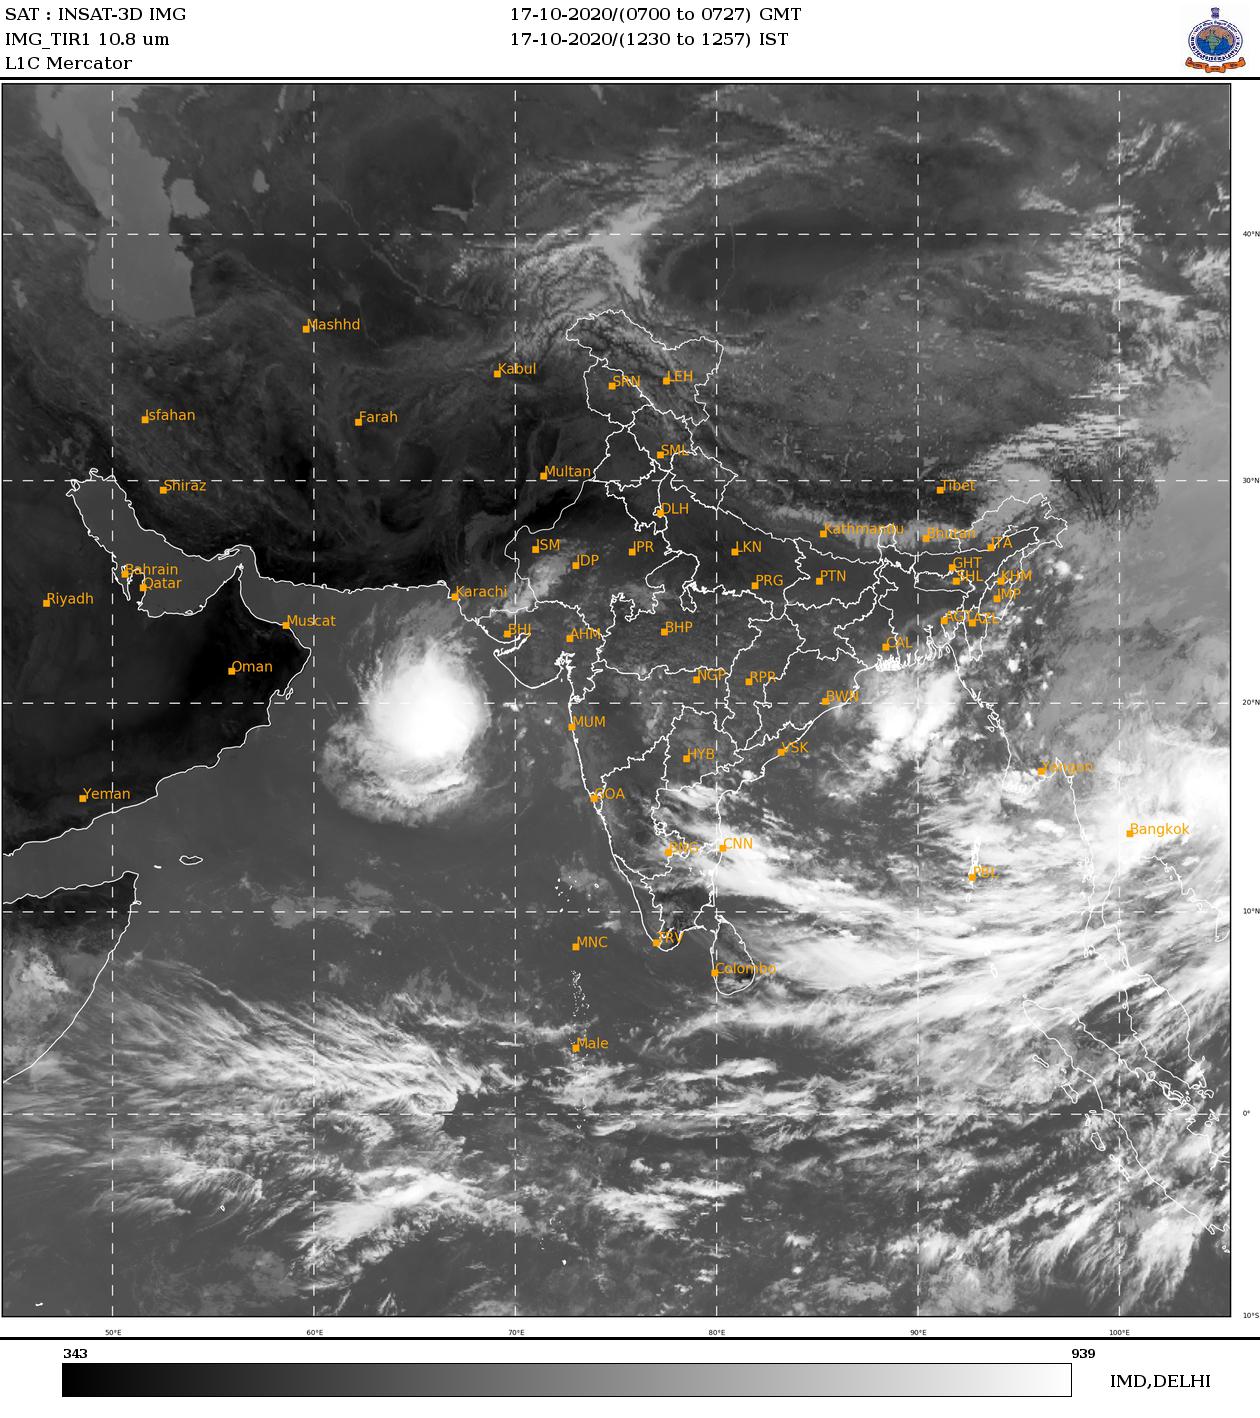 SAT : INSAT-3D IMG
17-10-2020/(0700 to 0727) GMT
IMG_TIR1 10.8 um
17-10-2020/(1230 to 1257) IST
L1C Mercator
40°N
Mashhd
Kabul
SRN
LEH
Isfahan
Farah
SML
Multan
30°N
Shiraz
Tibet
DLH
Kathmandu
Bhutan
JSM
JPR
LKN
ITA
JDP
GHT
Bahrain
Qatar
PRG
PTN
SHL
KHM
Karachi
IMP
Riyadh
Muscat
BHJ
AHM
BHP
AGT
AZL
CAL
Oman
NGP
RPR
BWN
20°N
MUM
HYB
VSK
Yangon
Yeman
GOA
Bangkok
BNG
CNN
PBL
10°N
MNC
TRV
Colombo
Male
0°
10°S
50°E
60°E
70°E
80°E
90°E
100°E
343
939
IMD,DELHI